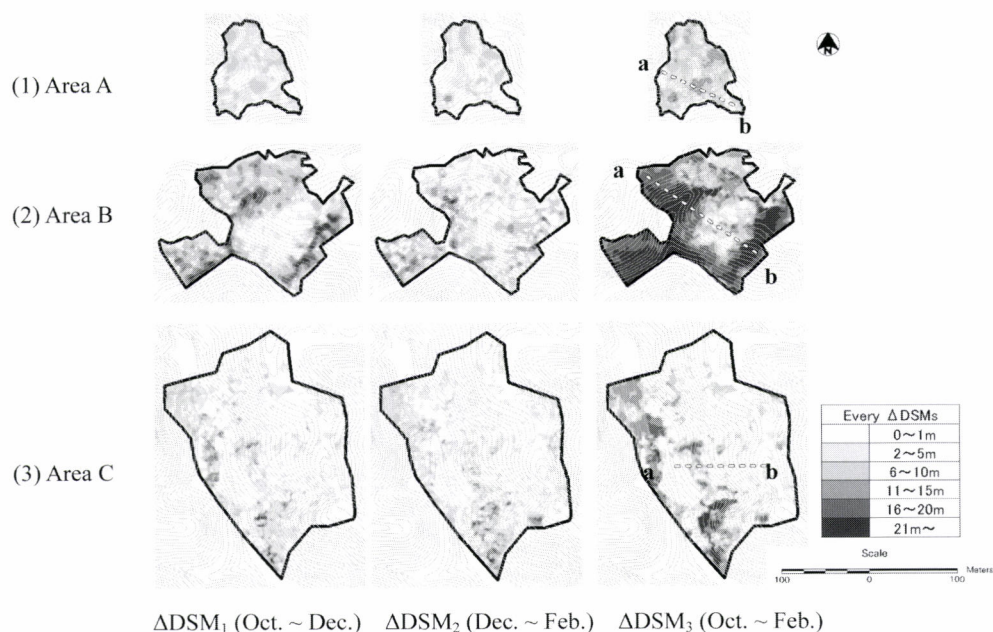 N
(1) Area A
a
b
(2) Area B
a
b
(3) Area C
a
b
Every ΔDSMs
0~1m
2~5m
6~10m
11~15m
16~20m
21m~
Scale
Meters
100 0 100
ΔDSM₁ (Oct. ~ Dec.) ΔDSM₂ (Dec. ~ Feb.) ΔDSM₃ (Oct. ~ Feb.)